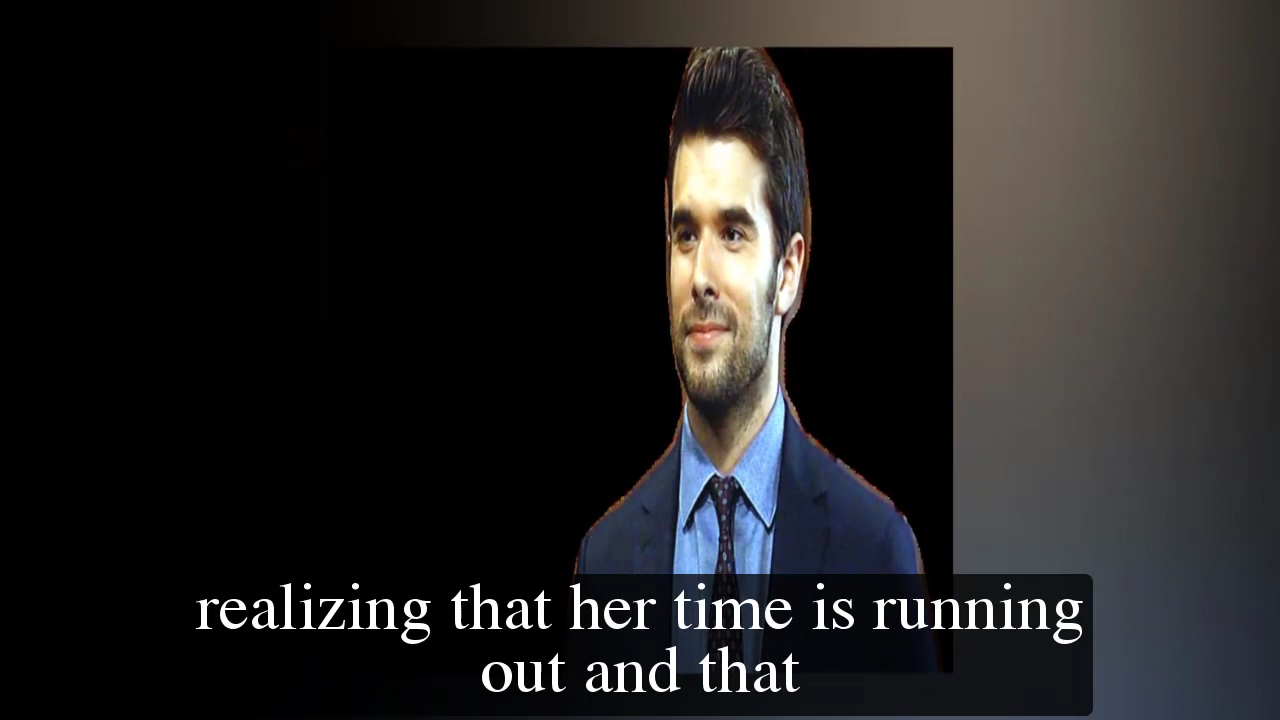 realizing that her time is running
out and that